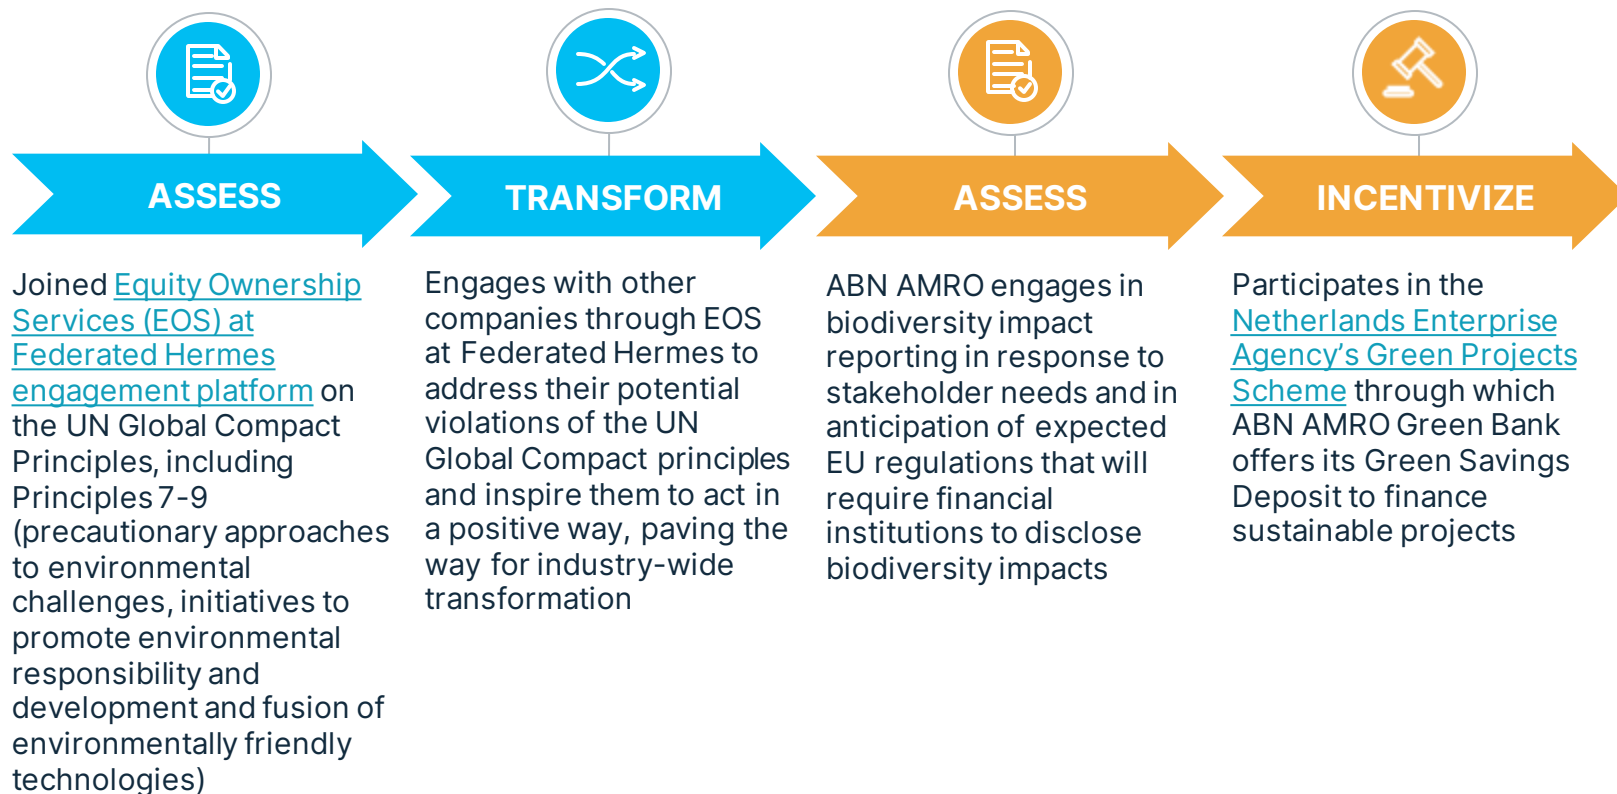 ASSESS
Joined Equity Ownership
Services (EOS) at
Federated Hermes
engagement platform on
the UN Global Compact
Principles, including
Principles 7-9
(precautionary approaches
to environmental
challenges, initiatives to
promote environmental
responsibility and
development and fusion of
environmentally friendly
technologies)
TRANSFORM
Engages with other
companies through EOS
at Federated Hermes to
address their potential
violations of the UN
Global Compact principles
and inspire them to act in
a positive way, paving the
way for industry-wide
transformation
ASSESS
ABN AMRO engages in
biodiversity impact
reporting in response to
stakeholder needs and in
anticipation of expected
EU regulations that will
require financial
institutions to disclose
biodiversity impacts
INCENTIVIZE
Participates in the
Netherlands Enterprise
Agency’s Green Projects
Scheme through which
ABN AMRO Green Bank
offers its Green Savings
Deposit to finance
sustainable projects